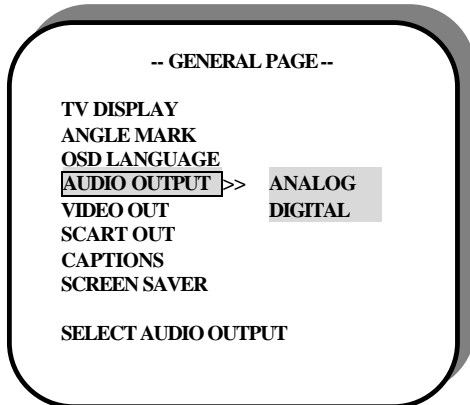 -- GENERAL PAGE --
TV DISPLAY
ANGLE MARK
OSD LANGUAGE
AUDIO OUTPUT >> ANALOG
VIDEO OUT DIGITAL
SCART OUT
CAPTIONS
SCREEN SAVER
SELECT AUDIO OUTPUT